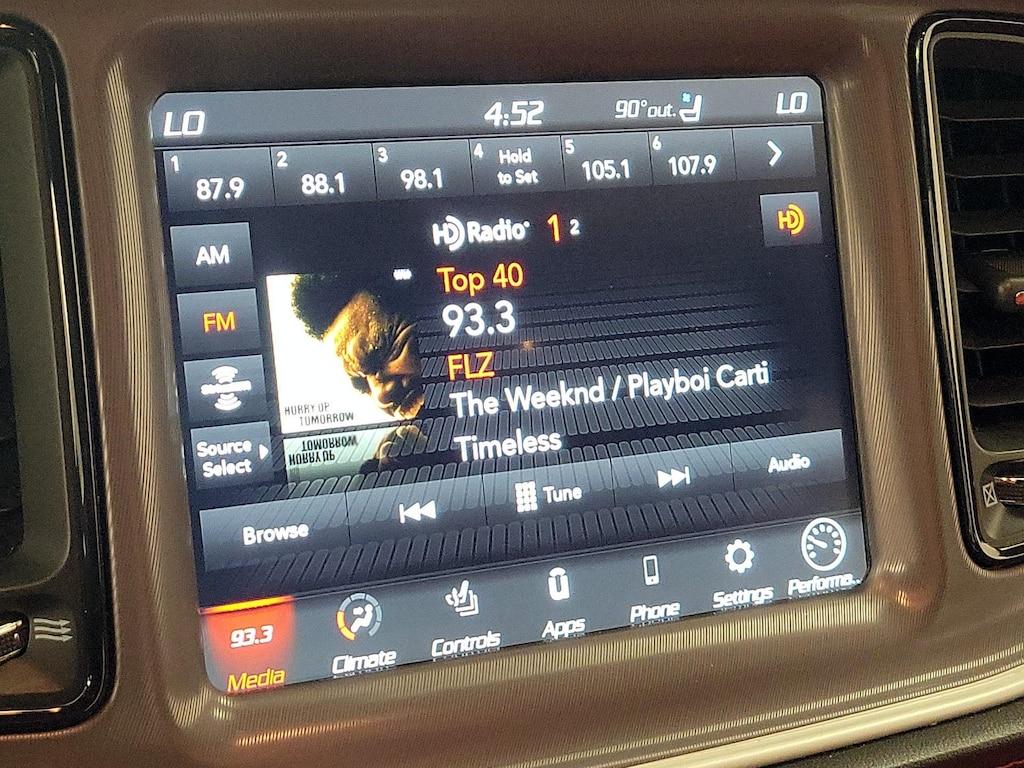 LO 4:52 90° out. LO
1 87.9
2 88.1
3 98.1
4 Hold to Set
5 105.1
6 107.9
HD Radio 1 2
HD
AM
FM
Source
Select
HURRY UP
TOMORROW
Top 40
93.3
FLZ
The Weeknd / Playboi Carti
Timeless
Browse
Tune
Audio
93.3
Media
Climate
Controls
Apps
Phone
Settings
Performa..